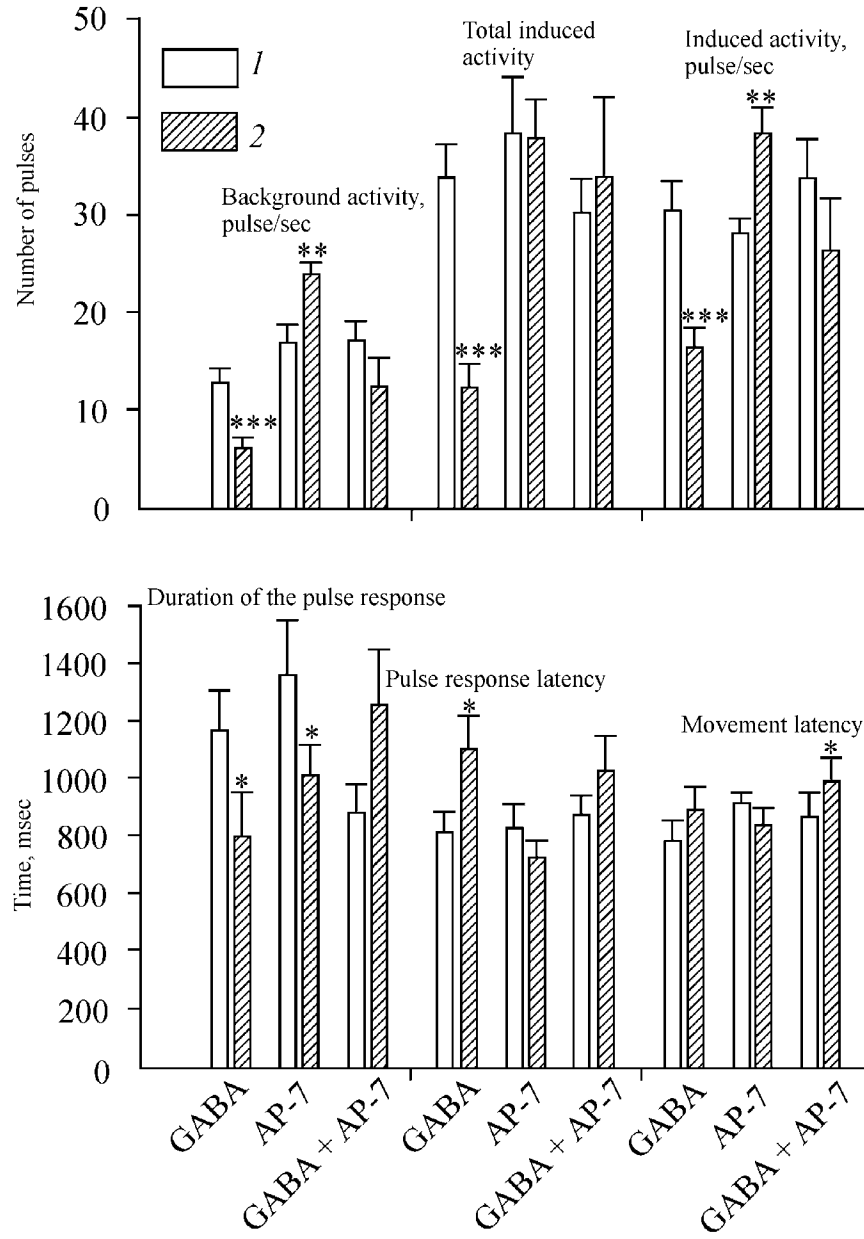 50
40
30
20
10
0
Number of pulses
1
2
Background activity,
pulse/sec
Total induced
activity
Induced activity,
pulse/sec
***
**
***
***
**
1600
1400
1200
1000
800
600
400
200
0
Time, msec
Duration of the pulse response
Pulse response latency
Movement latency
*
*
*
*
GABA
AP-7
GABA + AP-7
GABA
AP-7
GABA + AP-7
GABA
AP-7
GABA + AP-7